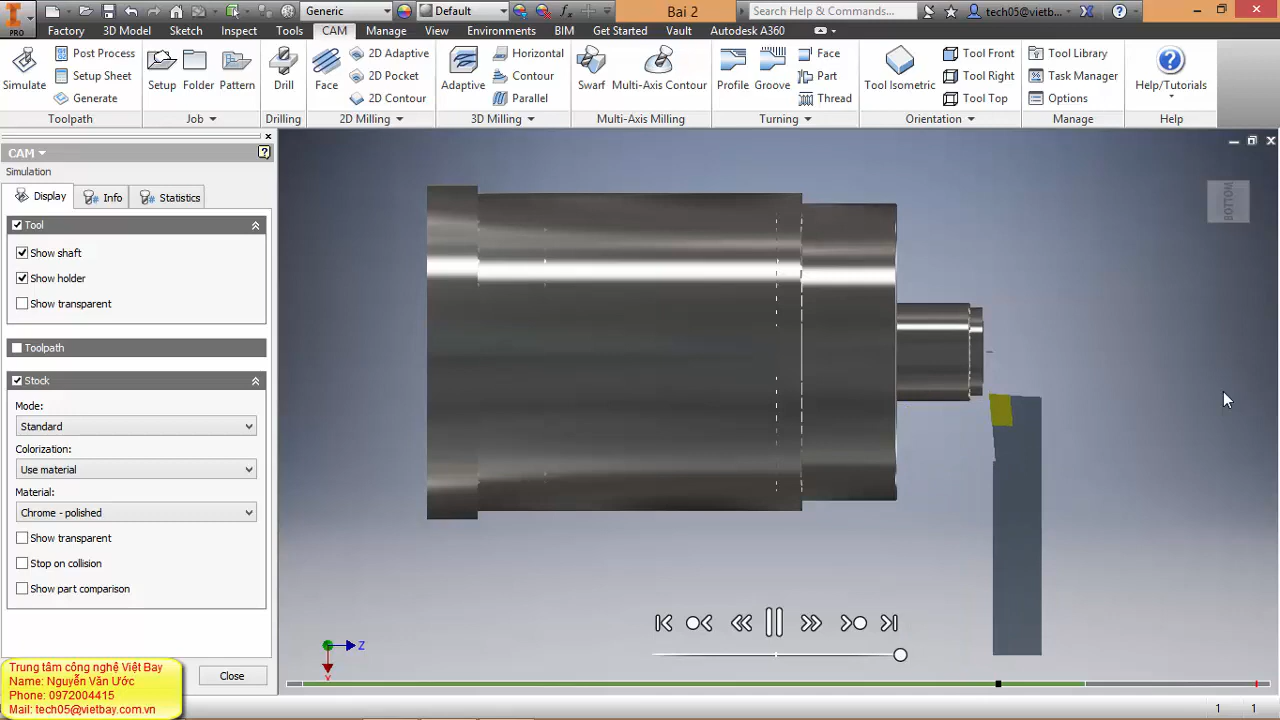 PRO
Generic
Default
Bai 2
Search Help & Commands...
tech05@vietb...
Factory 3D Model Sketch Inspect Tools CAM Manage View Environments BIM Get Started Vault Autodesk A360
Simulate
Post Process
Setup Sheet
Generate
Toolpath
Setup
Folder
Pattern
Job
Drill
Drilling
Face
2D Adaptive
2D Pocket
2D Contour
2D Milling
Adaptive
Horizontal
Contour
Parallel
3D Milling
Swarf
Multi-Axis Contour
Multi-Axis Milling
Profile
Groove
Face
Part
Thread
Turning
Tool Isometric
Tool Front
Tool Right
Tool Top
Orientation
Tool Library
Task Manager
Options
Manage
Help/Tutorials
Help
CAM
Simulation
Display
Info
Statistics
Tool
Show shaft
Show holder
Show transparent
Toolpath
Stock
Mode:
Standard
Colorization:
Use material
Material:
Chrome - polished
Show transparent
Stop on collision
Show part comparison
Close
BOTTOM
Z
Y
Trung tâm công nghệ Việt Bay
Name: Nguyễn Văn Ước
Phone: 0972004415
Mail: tech05@vietbay.com.vn
1 1